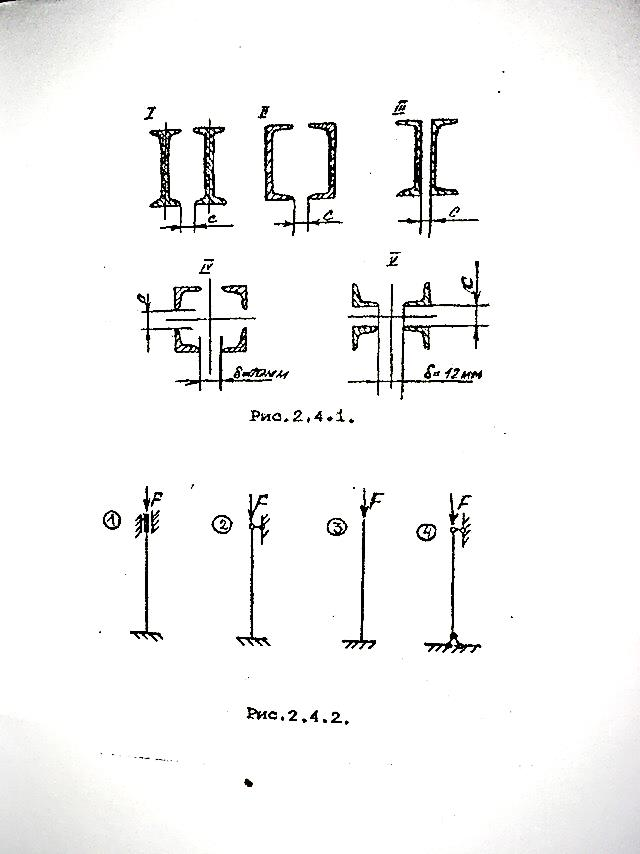 I II III
c c c
IV V
e c
δ=10мм δ=12мм
Рис.2.4.1.
1 F 2 F 3 F 4 F
Рис.2.4.2.